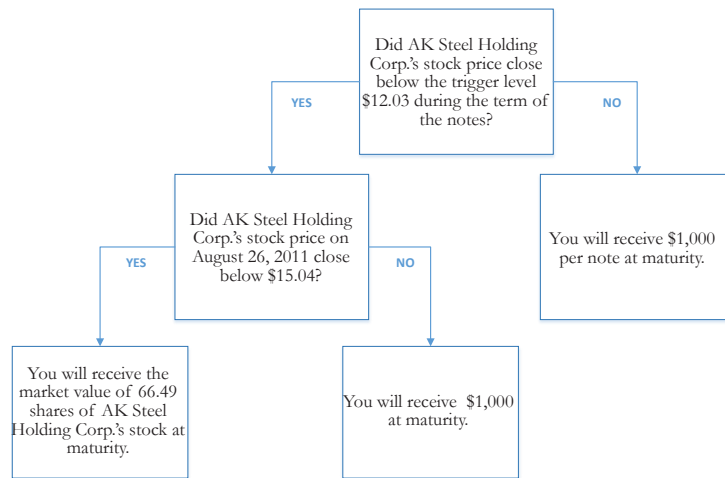 Did AK Steel Holding
Corp.'s stock price close
below the trigger level
$12.03 during the term of
the notes?
YES
NO
Did AK Steel Holding
Corp.'s stock price on
August 26, 2011 close
below $15.04?
You will receive $1,000
per note at maturity.
YES
NO
You will receive the
market value of 66.49
shares of AK Steel
Holding Corp.'s stock at
maturity.
You will receive $1,000
at maturity.